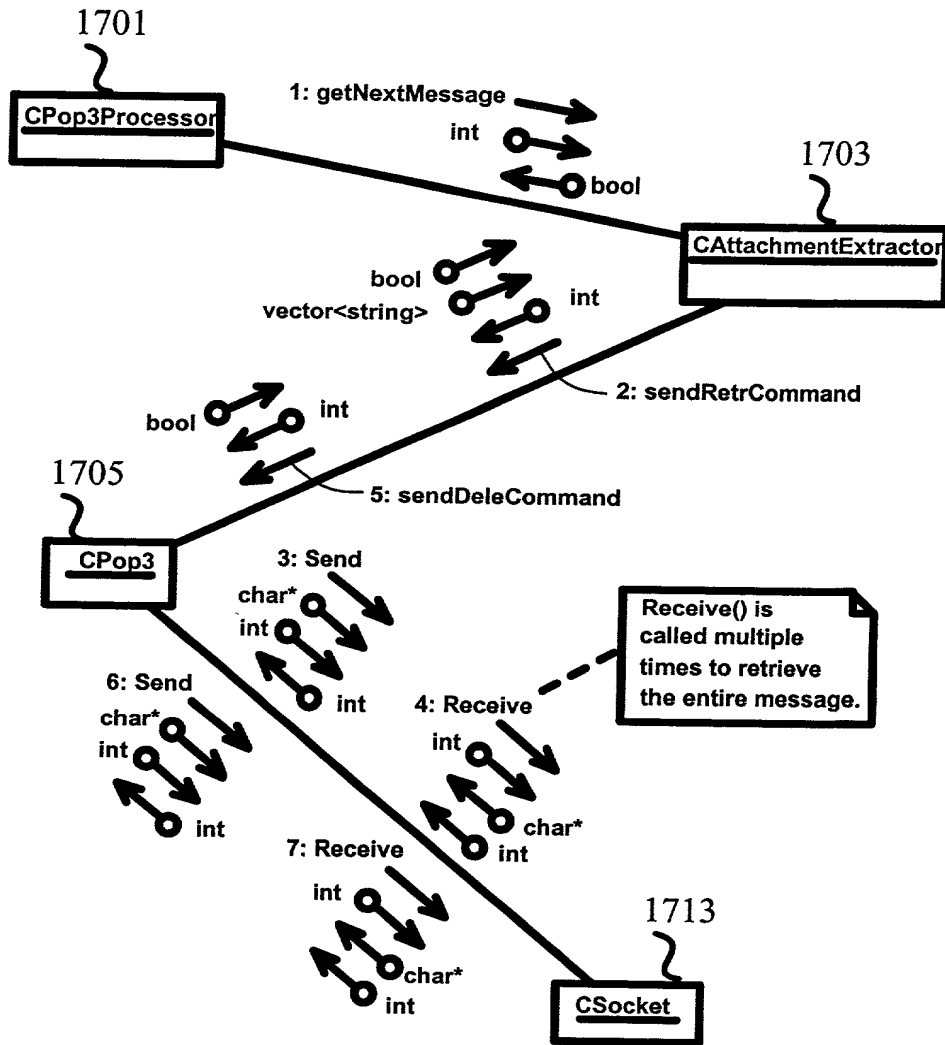 1701
1: getNextMessage
CPop3Processor
int
1703
bool
CAttachmentExtractor
bool
int
vector<string>
2: sendRetrCommand
int
bool
1705
5: sendDeleCommand
CPop3
3: Send
char*
int
Receive() is
called multiple
times to retrieve
the entire message.
6: Send
int
4: Receive
char*
int
int
int
char*
int
7: Receive
int
1713
char*
int
CSocket